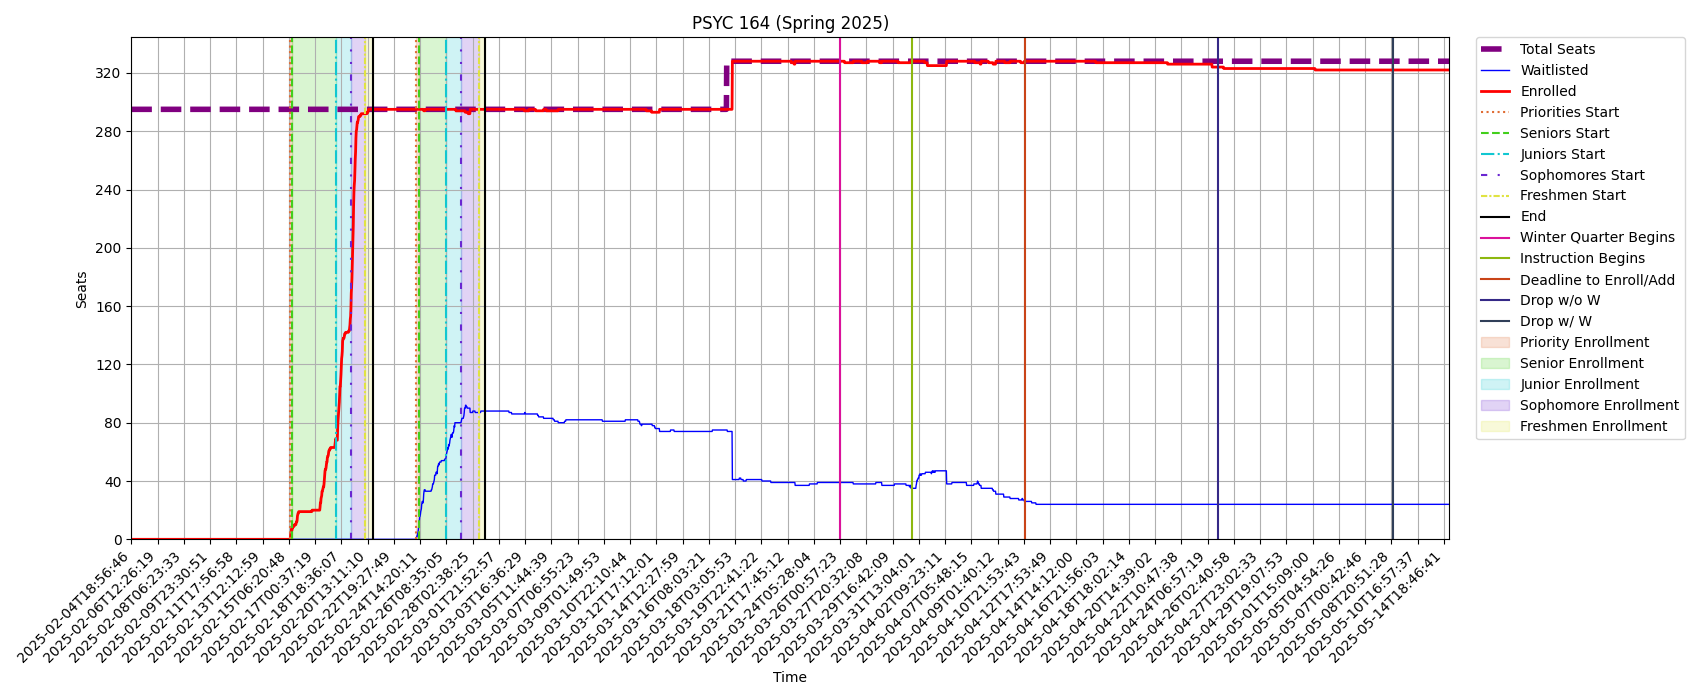 PSYC 164 (Spring 2025)
Seats
320
280
240
200
160
120
80
40
0
2025-02-04T18:56:46
2025-02-06T12:26:19
2025-02-08T06:23:33
2025-02-09T23:30:51
2025-02-11T17:56:58
2025-02-13T12:12:59
2025-02-15T06:20:48
2025-02-17T00:37:19
2025-02-18T18:36:07
2025-02-20T13:11:10
2025-02-22T19:27:49
2025-02-24T14:20:11
2025-02-26T08:35:05
2025-02-28T02:38:25
2025-03-01T21:52:57
2025-03-03T16:36:29
2025-03-05T11:44:39
2025-03-07T06:55:23
2025-03-09T01:49:53
2025-03-10T22:10:44
2025-03-12T17:12:01
2025-03-14T12:27:59
2025-03-16T08:03:21
2025-03-18T03:05:53
2025-03-19T22:41:22
2025-03-21T17:45:12
2025-03-24T05:28:04
2025-03-26T00:57:23
2025-03-27T20:32:08
2025-03-29T16:42:09
2025-03-31T13:04:01
2025-04-02T09:23:11
2025-04-07T05:48:15
2025-04-09T01:40:12
2025-04-10T21:53:43
2025-04-12T17:53:49
2025-04-14T14:12:00
2025-04-16T21:56:03
2025-04-18T18:02:14
2025-04-20T14:39:02
2025-04-22T10:47:38
2025-04-24T06:57:19
2025-04-26T02:40:58
2025-04-27T23:02:33
2025-04-29T19:07:53
2025-05-01T15:09:00
2025-05-05T04:54:26
2025-05-07T00:42:46
2025-05-08T20:51:28
2025-05-10T16:57:37
2025-05-14T18:46:41
Time
Total Seats
Waitlisted
Enrolled
Priorities Start
Seniors Start
Juniors Start
Sophomores Start
Freshmen Start
End
Winter Quarter Begins
Instruction Begins
Deadline to Enroll/Add
Drop w/o W
Drop w/ W
Priority Enrollment
Senior Enrollment
Junior Enrollment
Sophomore Enrollment
Freshmen Enrollment